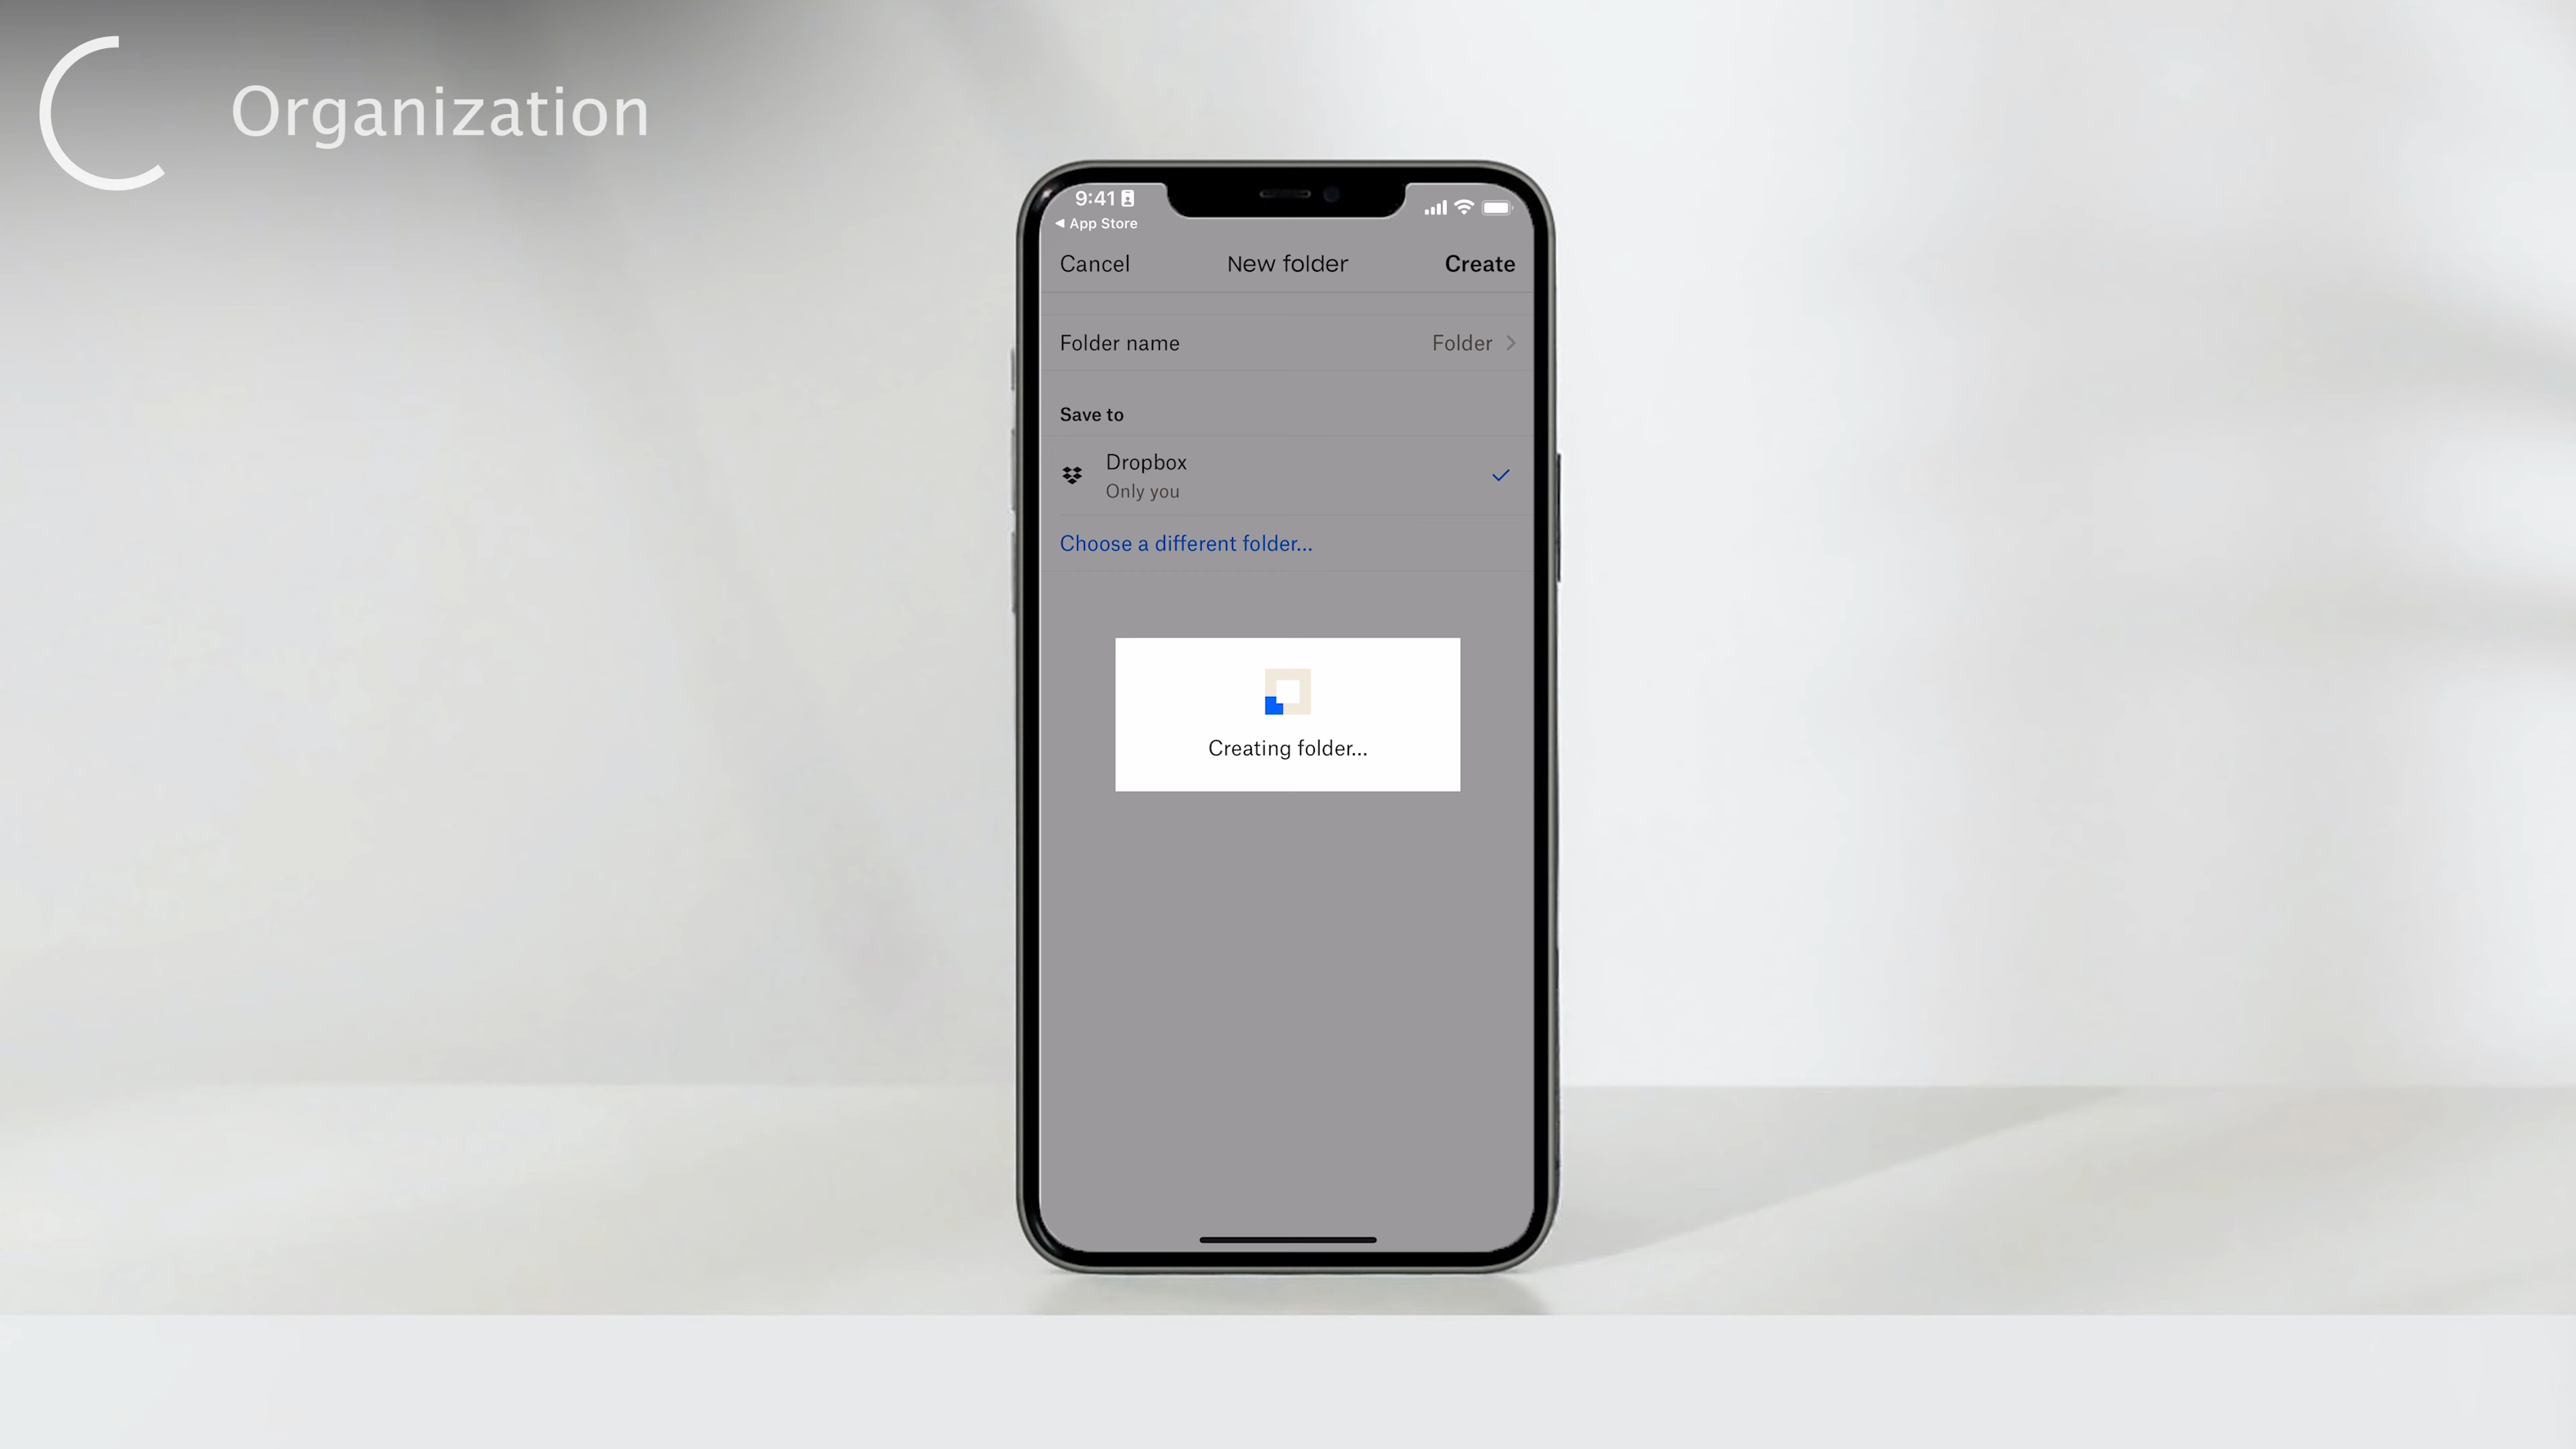 Organization
9:41
◀ App Store
Cancel
New folder
Create
Folder name
Folder
Save to
Dropbox
Only you
Choose a different folder...
Creating folder...